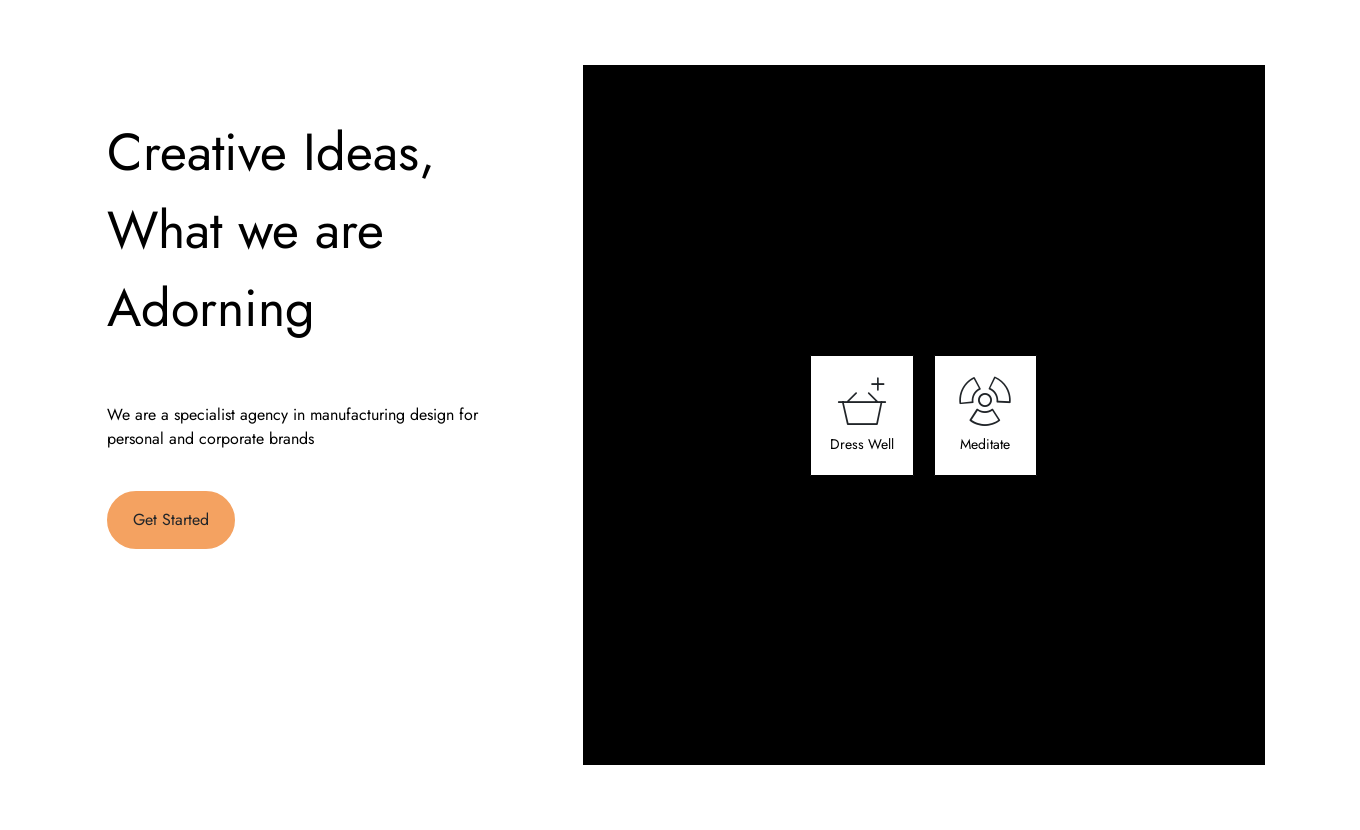 Creative Ideas,
What we are
Adorning
We are a specialist agency in manufacturing design for
personal and corporate brands
Get Started
Dress Well
Meditate